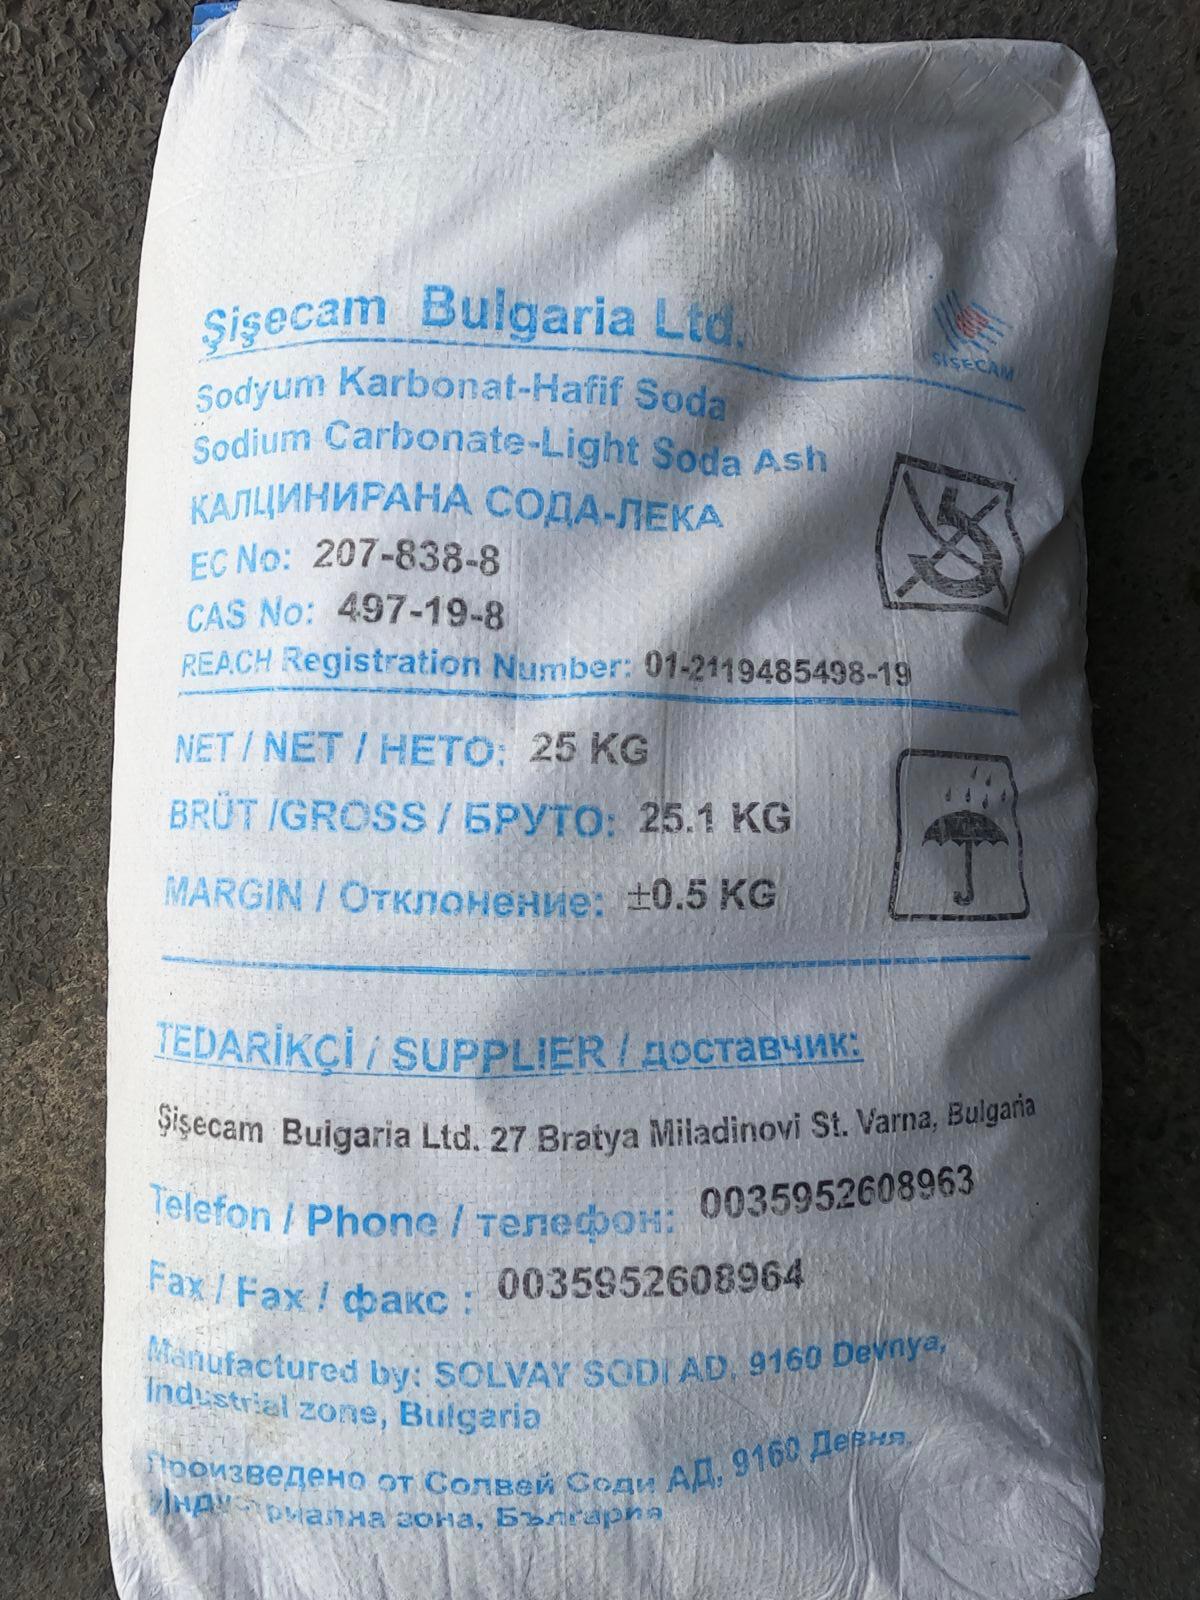 Şişecam Bulgaria Ltd.
ŞİŞECAM
Sodyum Karbonat-Hafif Soda
Sodium Carbonate-Light Soda Ash
КАЛЦИНИРАНА СОДА-ЛЕКА
EC No: 207-838-8
CAS No: 497-19-8
REACH Registration Number: 01-2119485498-19
NET / NET / НЕТО: 25 KG
BRÜT /GROSS / БРУТО: 25.1 KG
MARGIN / Отклонение: ±0.5 KG
TEDARİKÇİ / SUPPLIER / доставчик:
Şişecam Bulgaria Ltd. 27 Bratya Miladinovi St. Varna, Bulgaria
Telefon / Phone / телефон: 0035952608963
Fax / Fax / факс : 0035952608964
Manufactured by: SOLVAY SODI AD, 9160 Devnya,
Industrial zone, Bulgaria
Произведено от Солвей Соди АД, 9160 Девня,
Индустриална зона, България